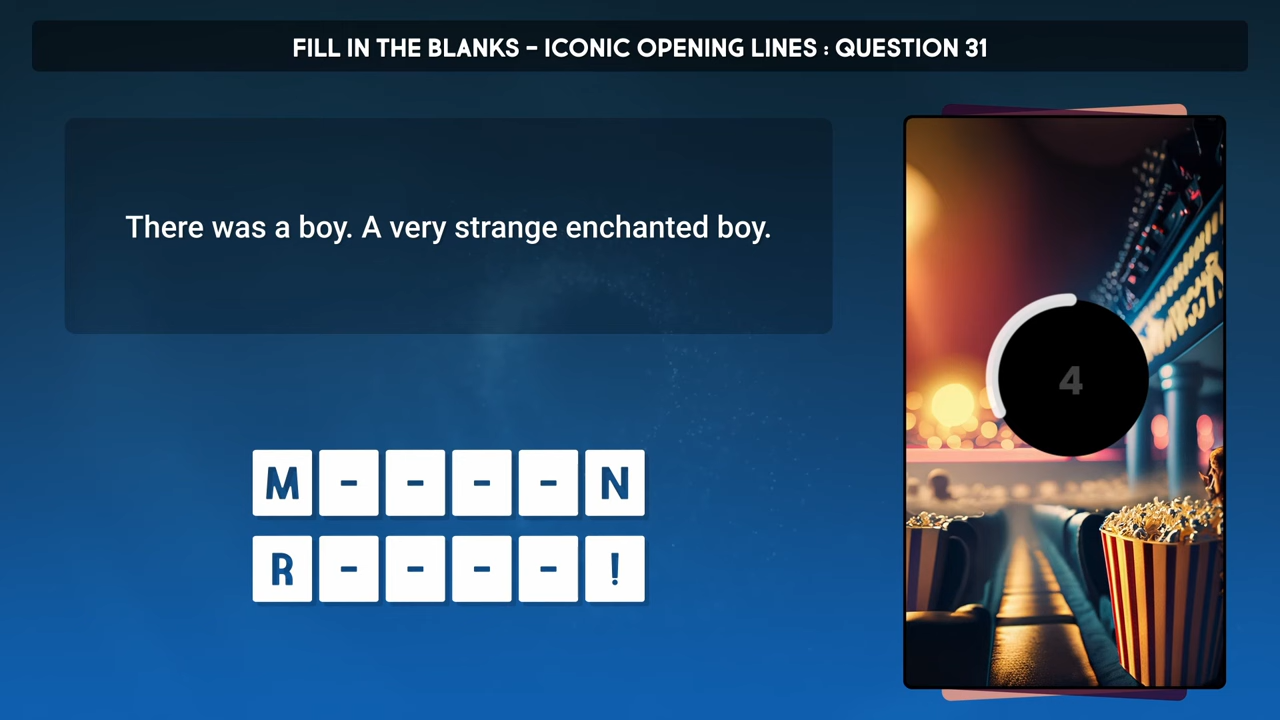 FILL IN THE BLANKS - ICONIC OPENING LINES : QUESTION 31
There was a boy. A very strange enchanted boy.
M - - - - N
R - - - - !
4